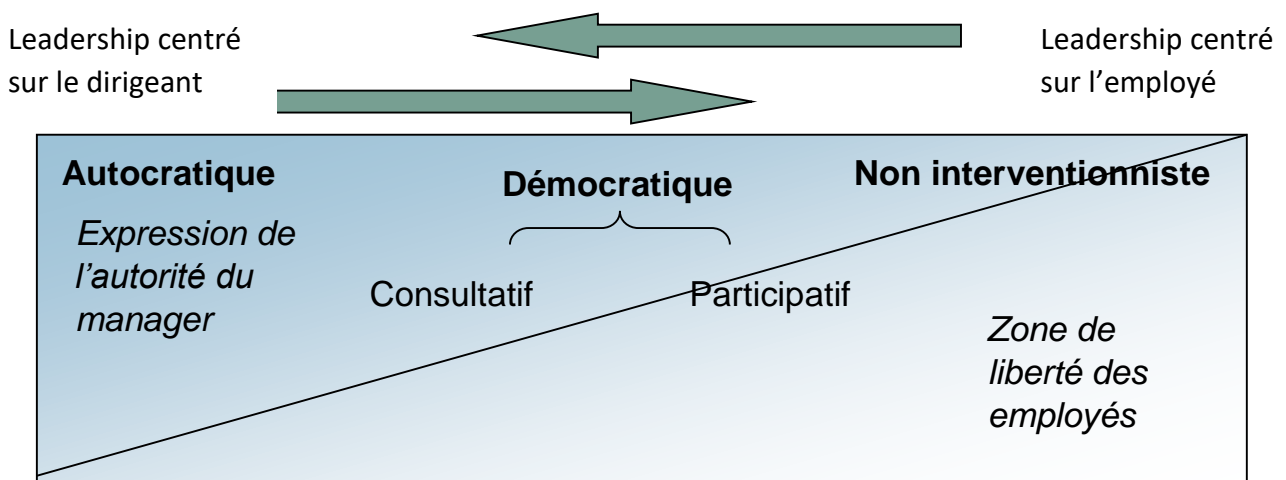 Leadership centré
sur le dirigeant
Leadership centré
sur l’employé
Autocratique
Démocratique
Non interventionniste
Expression de
l’autorité du
manager
Consultatif
Participatif
Zone de
liberté des
employés